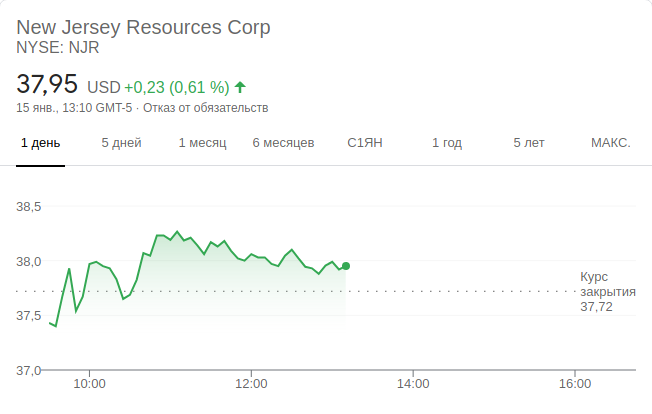 New Jersey Resources Corp
NYSE: NJR
37,95 USD +0,23 (0,61 %)
15 янв., 13:10 GMT-5 · Отказ от обязательств
1 день 5 дней 1 месяц 6 месяцев С1ЯН 1 год 5 лет МАКС.
38,5
38,0
Курс
закрытия
37,72
37,5
37,0
10:00 12:00 14:00 16:00